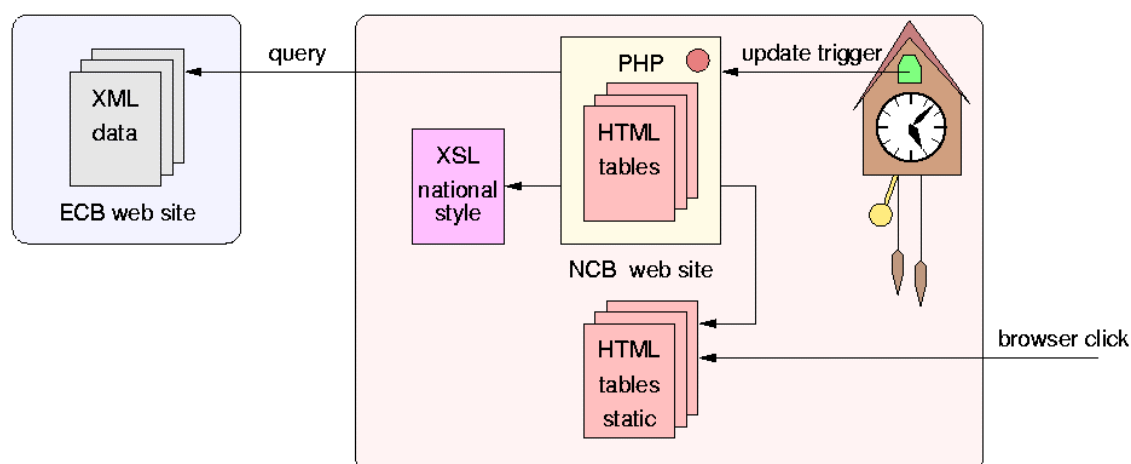 query
PHP
update trigger
XML
data
ECB web site
XSL
national
style
HTML
tables
NCB web site
HTML
tables
static
browser click